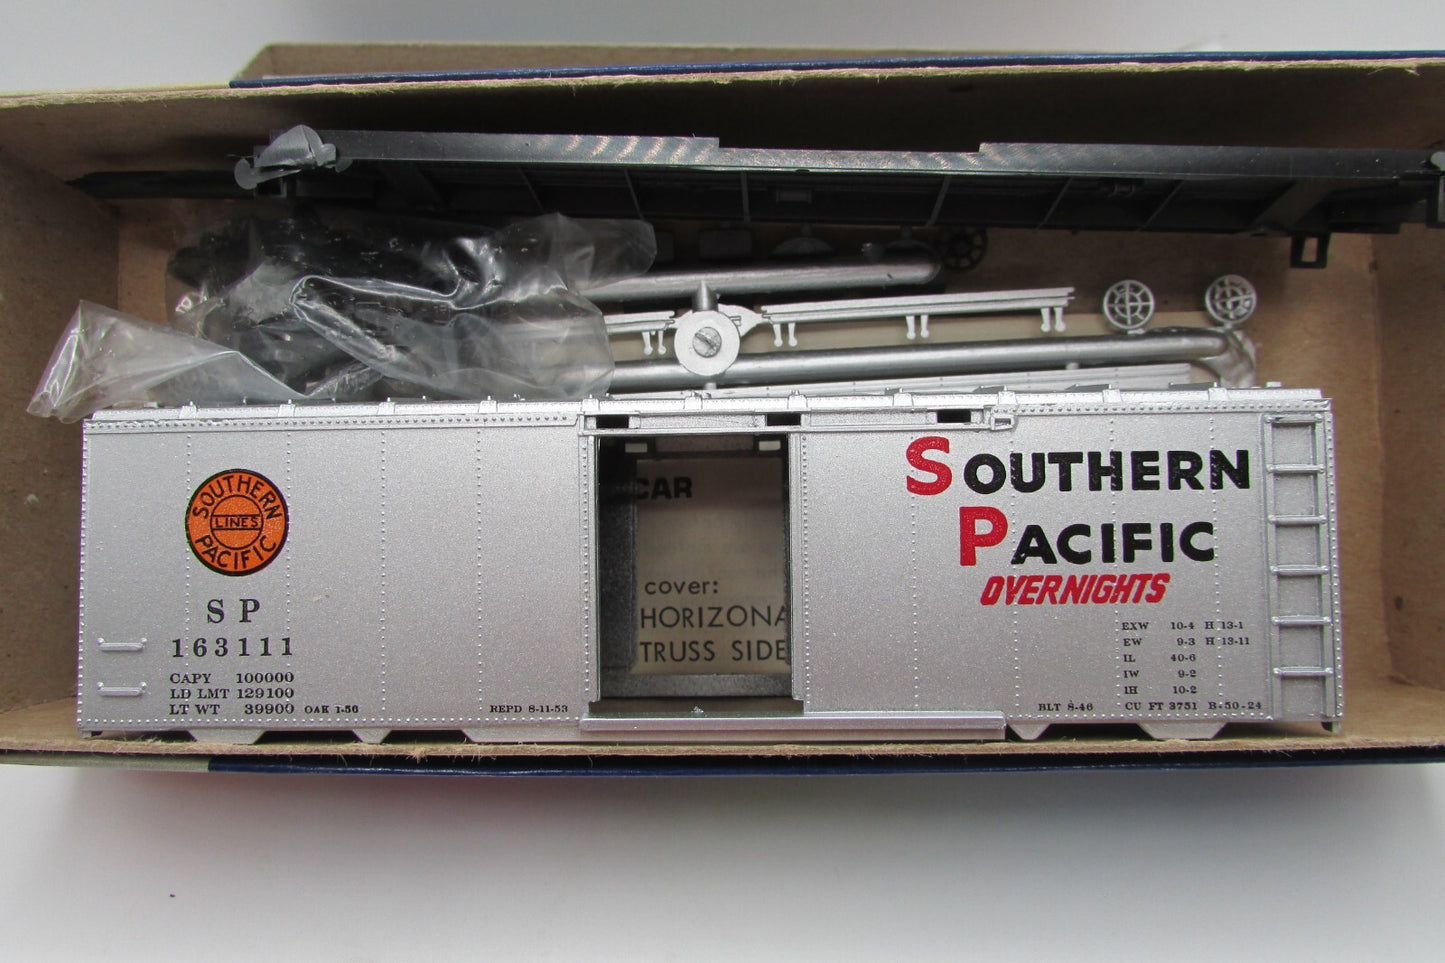 SOUTHERN
LINES
PACIFIC
S P
163111
CAPY 100000
LD LMT 129100
LT WT 39900 OAK 1-56
REPD 8-11-53
CAR
cover:
HORIZONA
TRUSS SIDE
SOUTHERN
PACIFIC
OVERNIGHTS
EXW 10-4 H 13-1
EW 9-3 H 13-11
IL 40-6
IW 9-2
IH 10-2
BLT 8-46 CU FT 3751 B-50-24